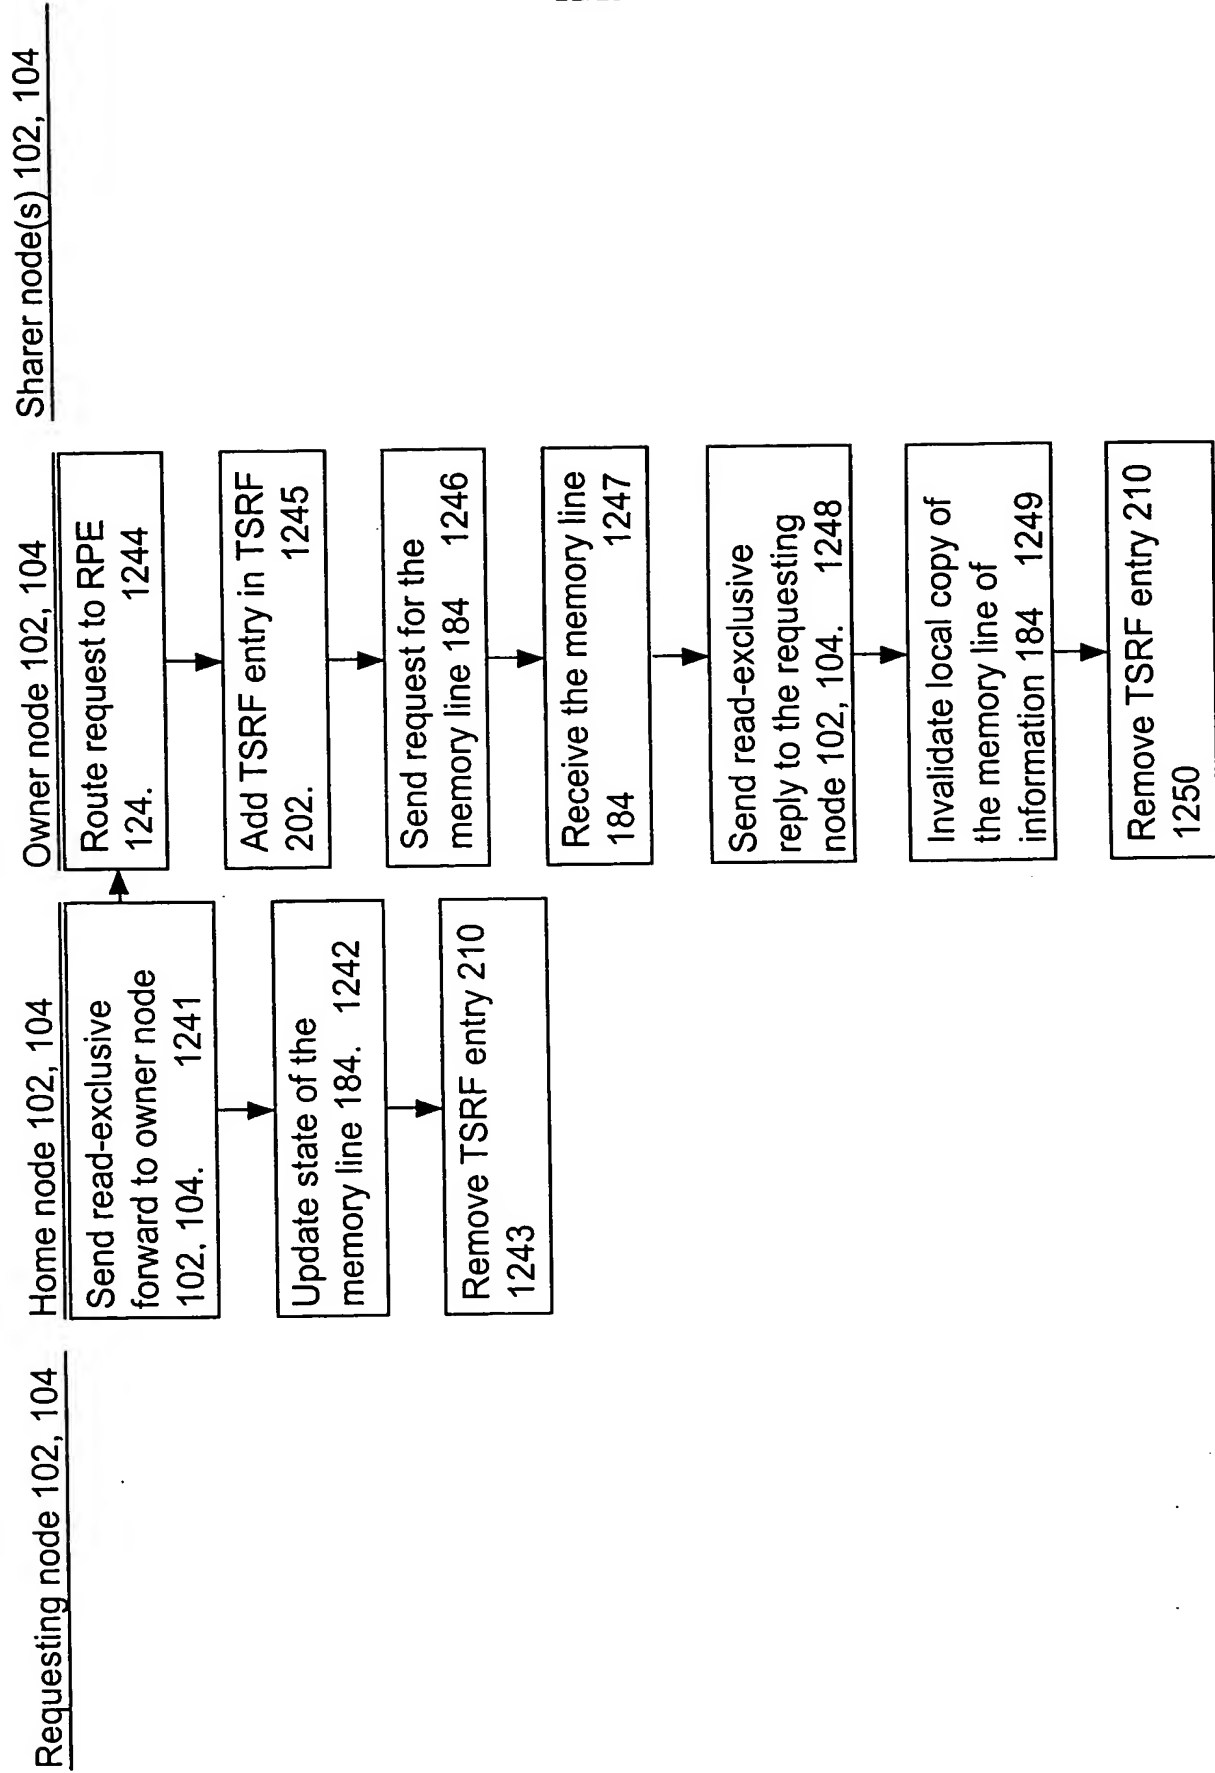 Requesting node 102, 104
Home node 102, 104
Send read-exclusive
forward to owner node
102, 104. 1241
Update state of the
memory line 184. 1242
Remove TSRF entry 210
1243
Owner node 102, 104
Route request to RPE
124. 1244
Add TSRF entry in TSRF
202. 1245
Send request for the
memory line 184 1246
Receive the memory line
184 1247
Send read-exclusive
reply to the requesting
node 102, 104. 1248
Invalidate local copy of
the memory line of
information 184 1249
Remove TSRF entry 210
1250
Sharer node(s) 102, 104